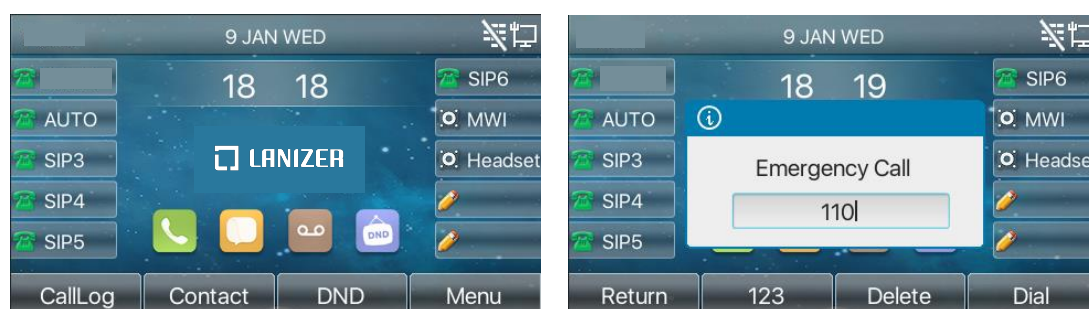 9 JAN WED
18 18
SIP6
AUTO
MWI
SIP3
LANIZER
Headset
SIP4
DND
SIP5
CallLog Contact DND Menu
9 JAN WED
18 19
SIP6
AUTO
MWI
SIP3
Emergency Call
Headse
SIP4
110
SIP5
Return 123 Delete Dial